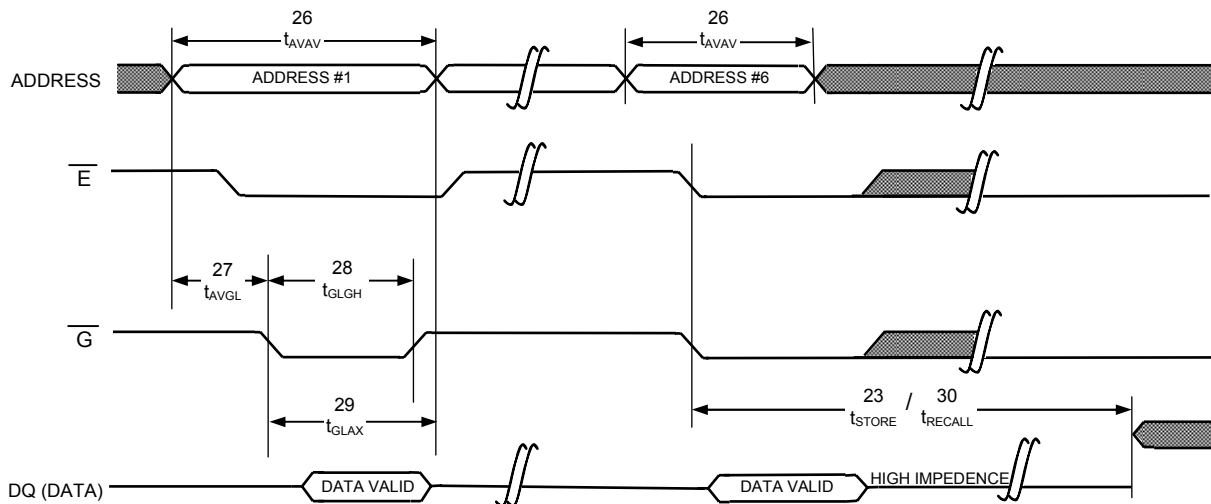 26 26
tAVAV tAVAV
ADDRESS ADDRESS #1 ADDRESS #6
E
27 28
tAVGL tGLGH
G
29 23 / 30
tGLAX tSTORE tRECALL
DQ (DATA) DATA VALID DATA VALID HIGH IMPEDENCE